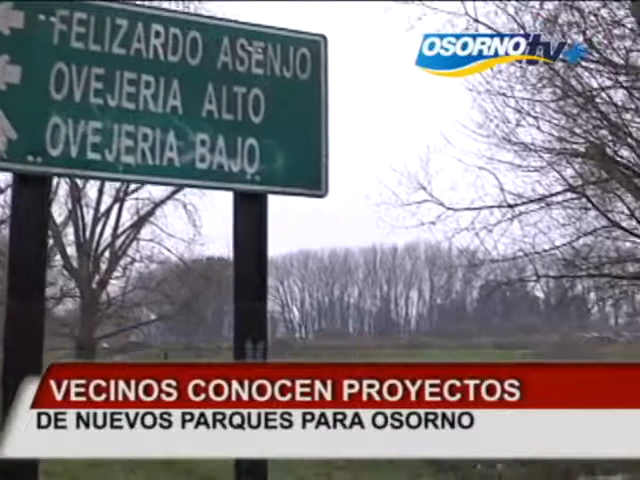 FELIZARDO ASENJO
OVEJERIA ALTO
OVEJERIA BAJO
OSORNO tv
VECINOS CONOCEN PROYECTOS
DE NUEVOS PARQUES PARA OSORNO